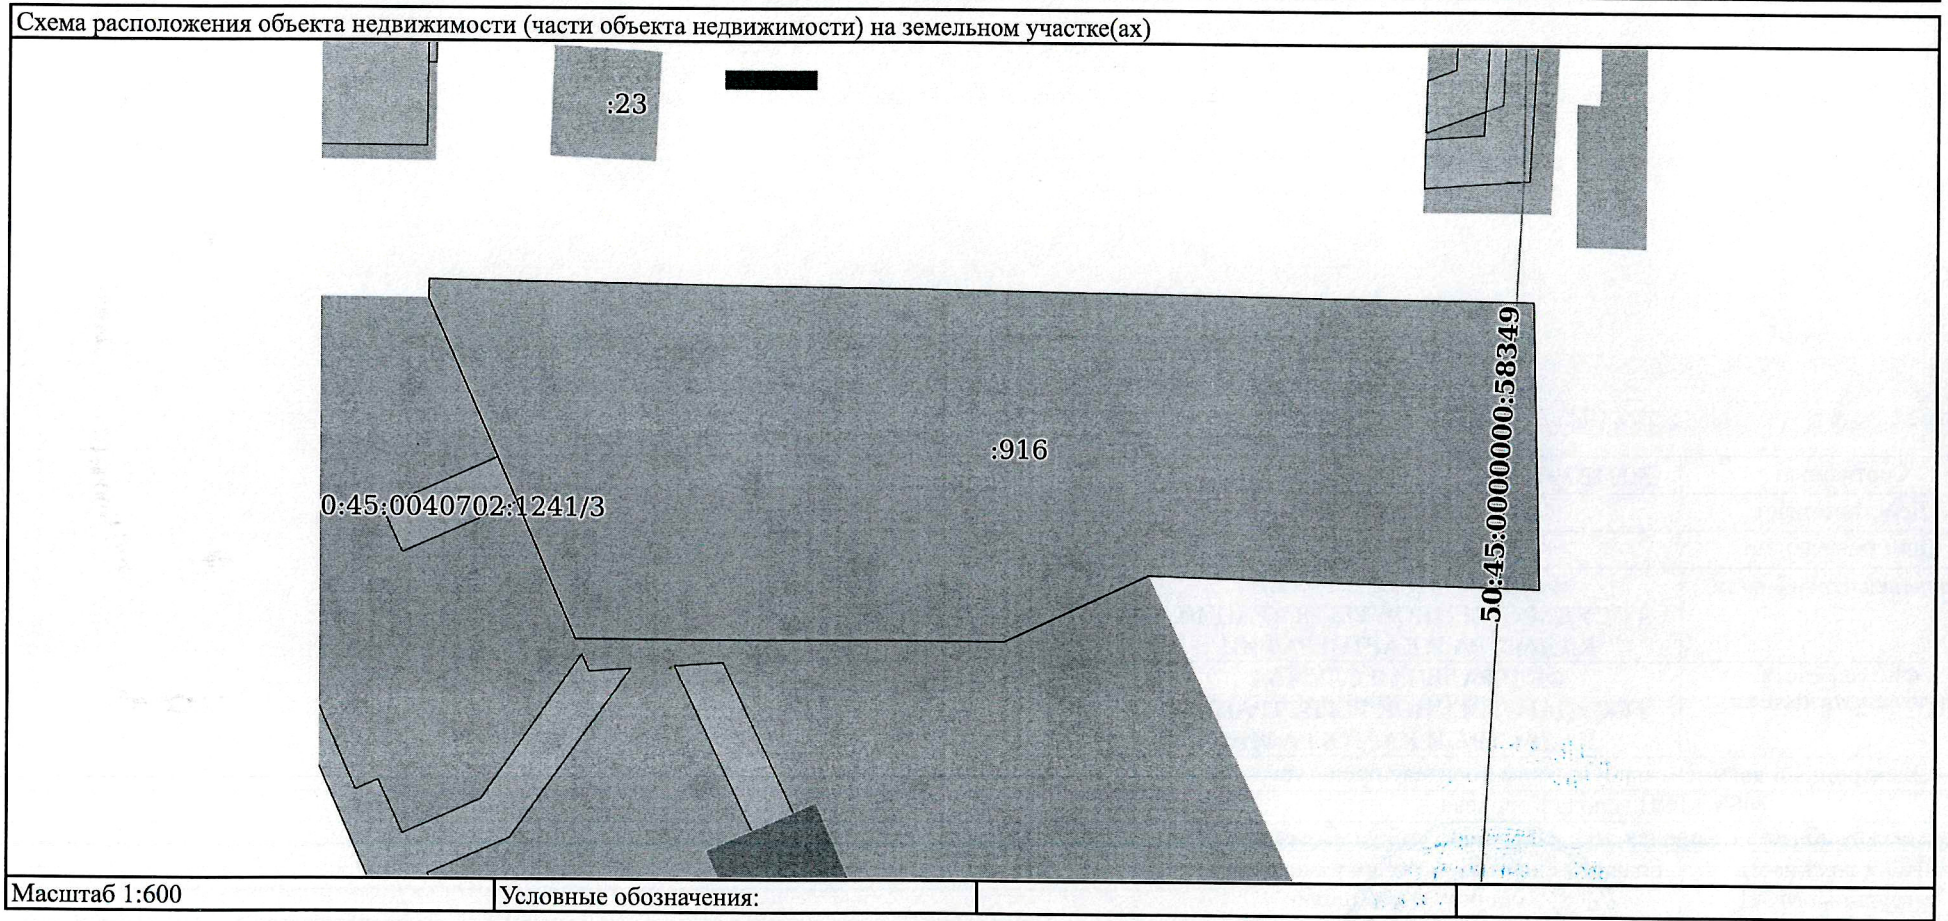 Схема расположения объекта недвижимости (части объекта недвижимости) на земельном участке(ах)
:23
:916
0:45:0040702:1241/3
50:45:0000000:58349
Масштаб 1:600
Условные обозначения: